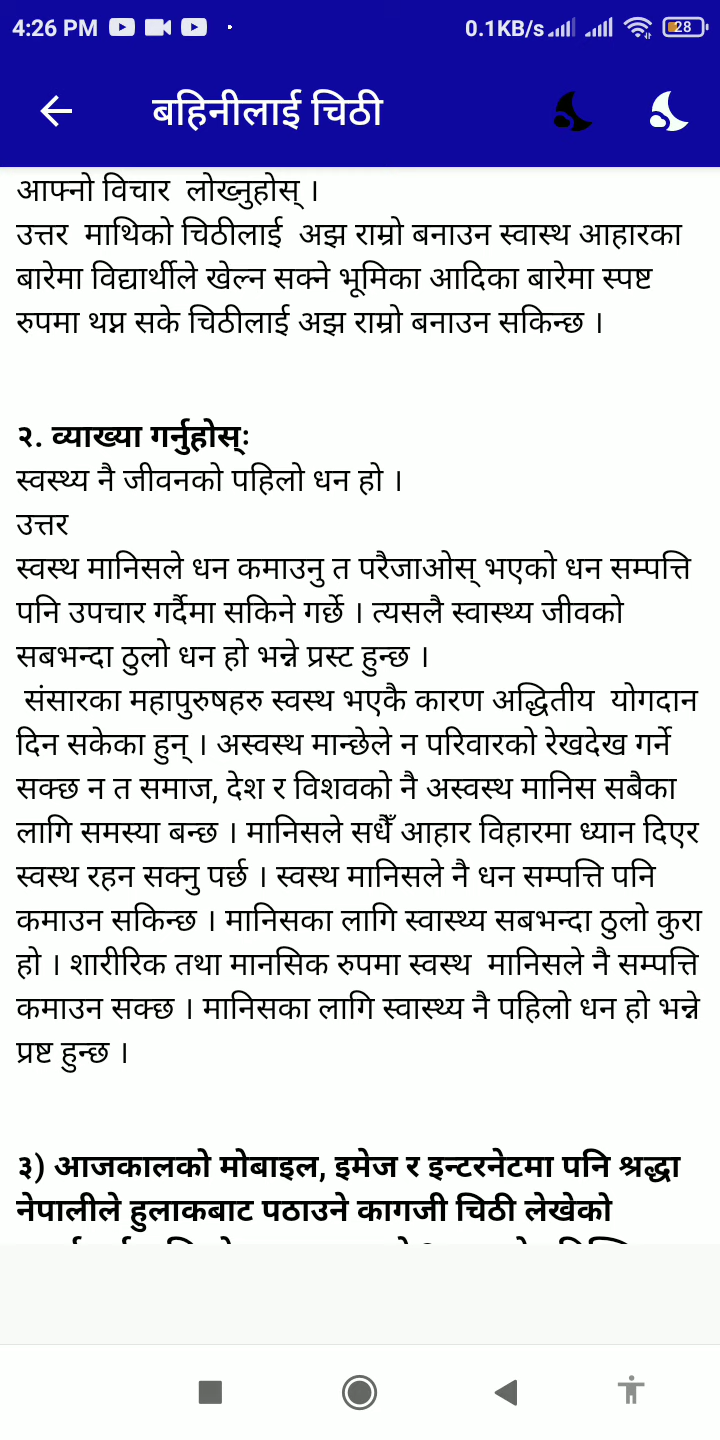 4:26 PM
0.1KB/s
28
बहिनीलाई चिठी
आफ्नो विचार लोख्नुहोस् ।
उत्तर माथिको चिठीलाई अझ राम्रो बनाउन स्वास्थ आहारका
बारेमा विद्यार्थीले खेल्न सक्ने भूमिका आदिका बारेमा स्पष्ट
रुपमा थप्न सके चिठीलाई अझ राम्रो बनाउन सकिन्छ ।
२. व्याख्या गर्नुहोस्ः
स्वस्थ्य नै जीवनको पहिलो धन हो ।
उत्तर
स्वस्थ मानिसले धन कमाउनु त परैजाओस् भएको धन सम्पत्ति
पनि उपचार गर्दैमा सकिने गर्छे । त्यसलै स्वास्थ्य जीवको
सबभन्दा ठुलो धन हो भन्ने प्रस्ट हुन्छ ।
संसारका महापुरुषहरु स्वस्थ भएकै कारण अद्धितीय योगदान
दिन सकेका हुन् । अस्वस्थ मान्छेले न परिवारको रेखदेख गर्ने
सक्छ न त समाज, देश र विशवको नै अस्वस्थ मानिस सबैका
लागि समस्या बन्छ । मानिसले सधैँ आहार विहारमा ध्यान दिएर
स्वस्थ रहन सक्नु पर्छ । स्वस्थ मानिसले नै धन सम्पत्ति पनि
कमाउन सकिन्छ । मानिसका लागि स्वास्थ्य सबभन्दा ठुलो कुरा
हो । शारीरिक तथा मानसिक रुपमा स्वस्थ मानिसले नै सम्पत्ति
कमाउन सक्छ । मानिसका लागि स्वास्थ्य नै पहिलो धन हो भन्ने
प्रष्ट हुन्छ ।
३) आजकालको मोबाइल, इमेज र इन्टरनेटमा पनि श्रद्धा
नेपालीले हुलाकबाट पठाउने कागजी चिठी लेखेको